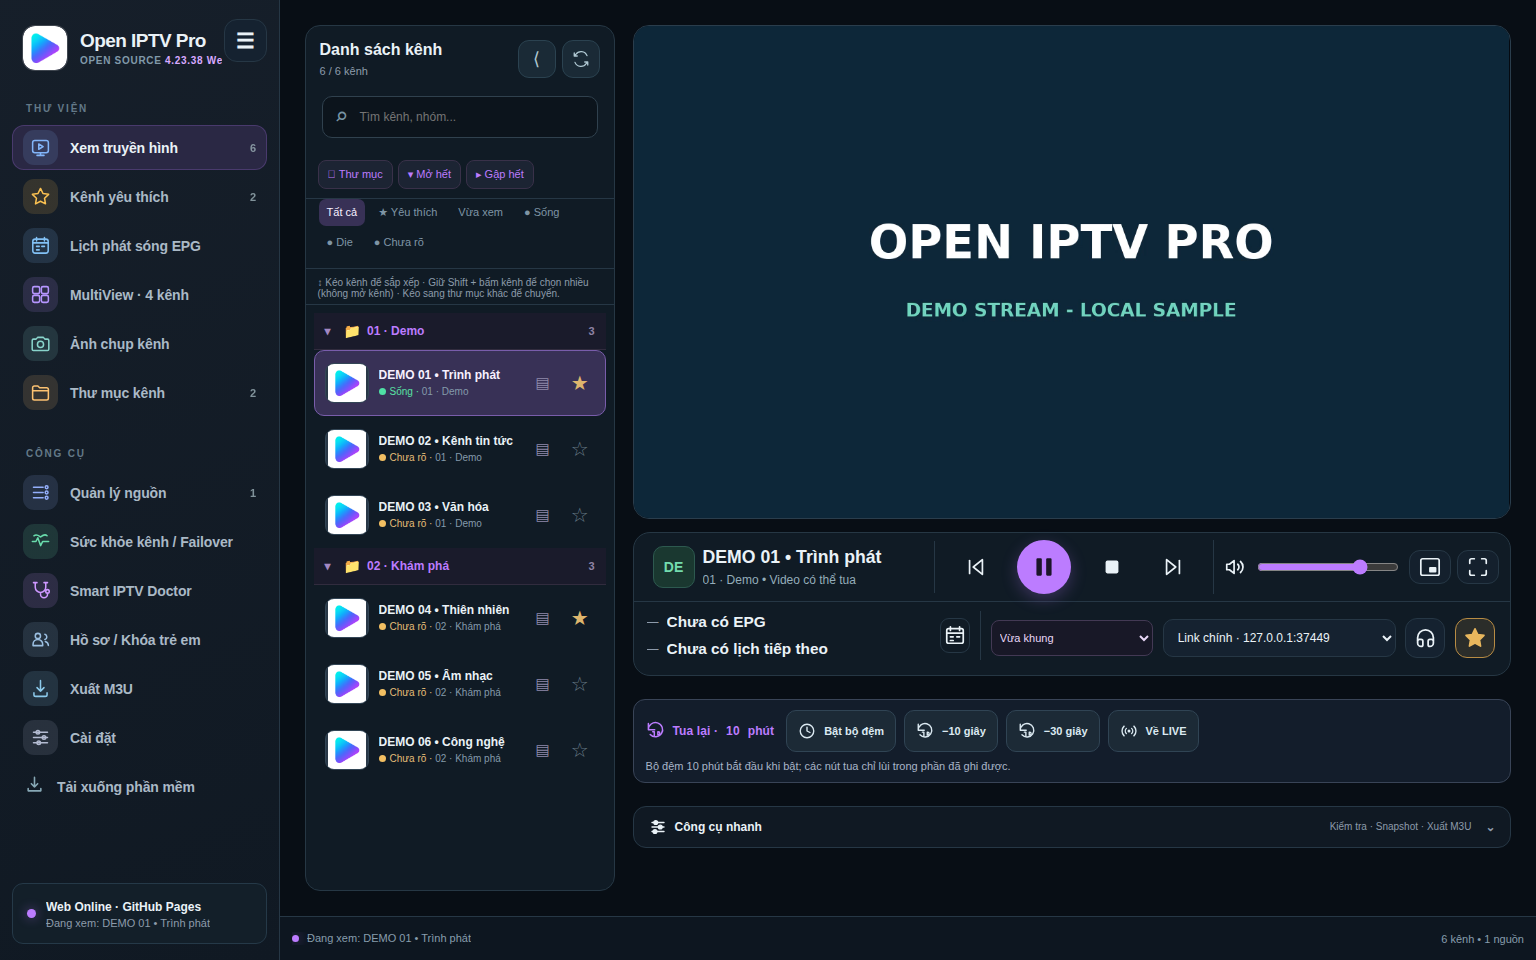 Open IPTV Pro
OPEN SOURCE 4.23.38 We
THƯ VIỆN
Xem truyền hình 6
Kênh yêu thích 2
Lịch phát sóng EPG
MultiView · 4 kênh
Ảnh chụp kênh
Thư mục kênh 2
CÔNG CỤ
Quản lý nguồn 1
Sức khỏe kênh / Failover
Smart IPTV Doctor
Hồ sơ / Khóa trẻ em
Xuất M3U
Cài đặt
Tải xuống phần mềm
Web Online · GitHub Pages
Đang xem: DEMO 01 • Trình phát
Danh sách kênh
6 / 6 kênh
Tìm kênh, nhóm...
Thư mục ▾ Mở hết ▸ Gập hết
Tất cả ★ Yêu thích Vừa xem ● Sống
● Die ● Chưa rõ
↕ Kéo kênh để sắp xếp · Giữ Shift + bấm kênh để chọn nhiều
(không mở kênh) · Kéo sang thư mục khác để chuyển.
▾ 📁 01 · Demo 3
DEMO 01 • Trình phát
Sống · 01 · Demo
DEMO 02 • Kênh tin tức
Chưa rõ · 01 · Demo
DEMO 03 • Văn hóa
Chưa rõ · 01 · Demo
▾ 📁 02 · Khám phá 3
DEMO 04 • Thiên nhiên
Chưa rõ · 02 · Khám phá
DEMO 05 • Âm nhạc
Chưa rõ · 02 · Khám phá
DEMO 06 • Công nghệ
Chưa rõ · 02 · Khám phá
OPEN IPTV PRO
DEMO STREAM - LOCAL SAMPLE
DE
DEMO 01 • Trình phát
01 · Demo • Video có thể tua
— Chưa có EPG
— Chưa có lịch tiếp theo
Vừa khung
Link chính · 127.0.0.1:37449
Tua lại · 10 phút
Bật bộ đệm
−10 giây
−30 giây
Về LIVE
Bộ đệm 10 phút bắt đầu khi bật; các nút tua chỉ lùi trong phần đã ghi được.
Công cụ nhanh
Kiểm tra · Snapshot · Xuất M3U
Đang xem: DEMO 01 • Trình phát
6 kênh • 1 nguồn